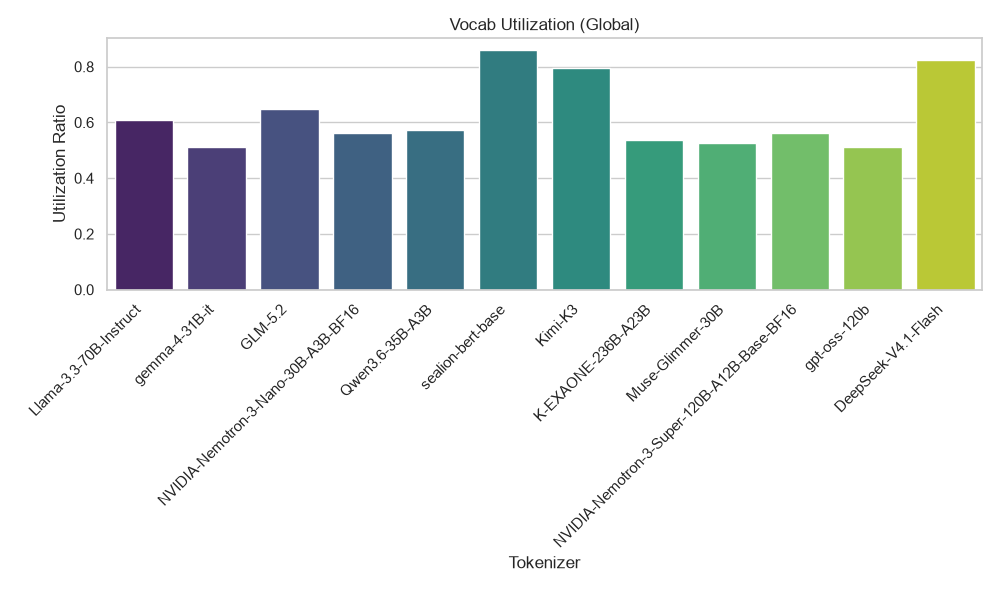 Vocab Utilization (Global)
Utilization Ratio
0.8
0.6
0.4
0.2
0.0
Llama-3.3-70B-Instruct
gemma-4-31B-it
GLM-5.2
NVIDIA-Nemotron-3-Nano-30B-A3B-BF16
Qwen3.6-35B-A3B
sealion-bert-base
Kimi-K3
K-EXAONE-236B-A23B
Muse-Glimmer-30B
NVIDIA-Nemotron-3-Super-120B-A12B-Base-BF16
gpt-oss-120b
DeepSeek-V4.1-Flash
Tokenizer